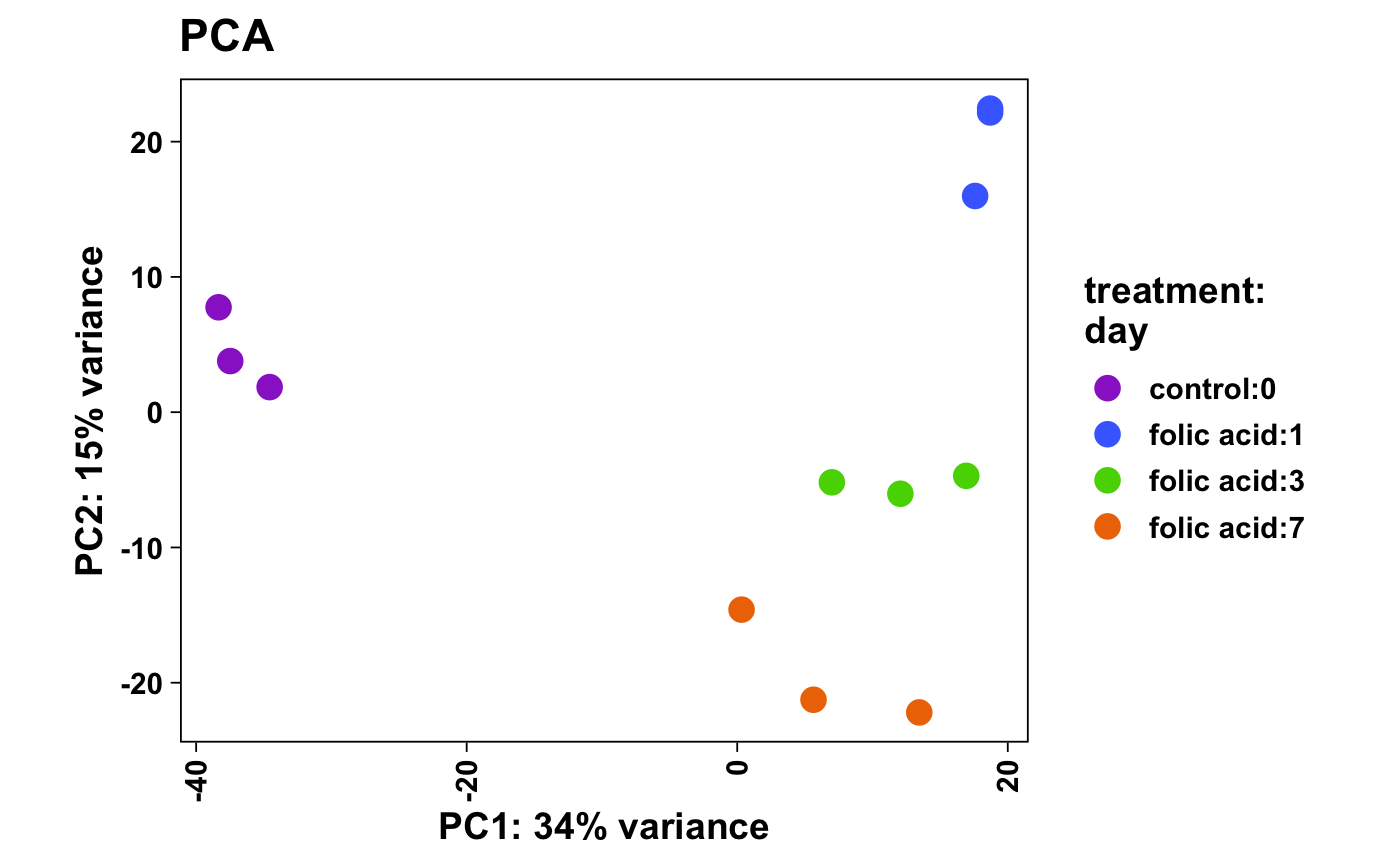 PCA
20
10
0
-10
-20
PC2: 15% variance
-40
-20
0
20
PC1: 34% variance
treatment:
day
control:0
folic acid:1
folic acid:3
folic acid:7